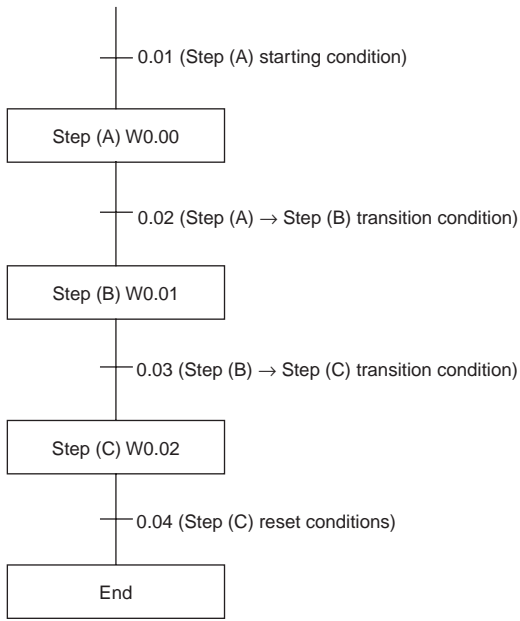 0.01 (Step (A) starting condition)
Step (A) W0.00
0.02 (Step (A) → Step (B) transition condition)
Step (B) W0.01
0.03 (Step (B) → Step (C) transition condition)
Step (C) W0.02
0.04 (Step (C) reset conditions)
End